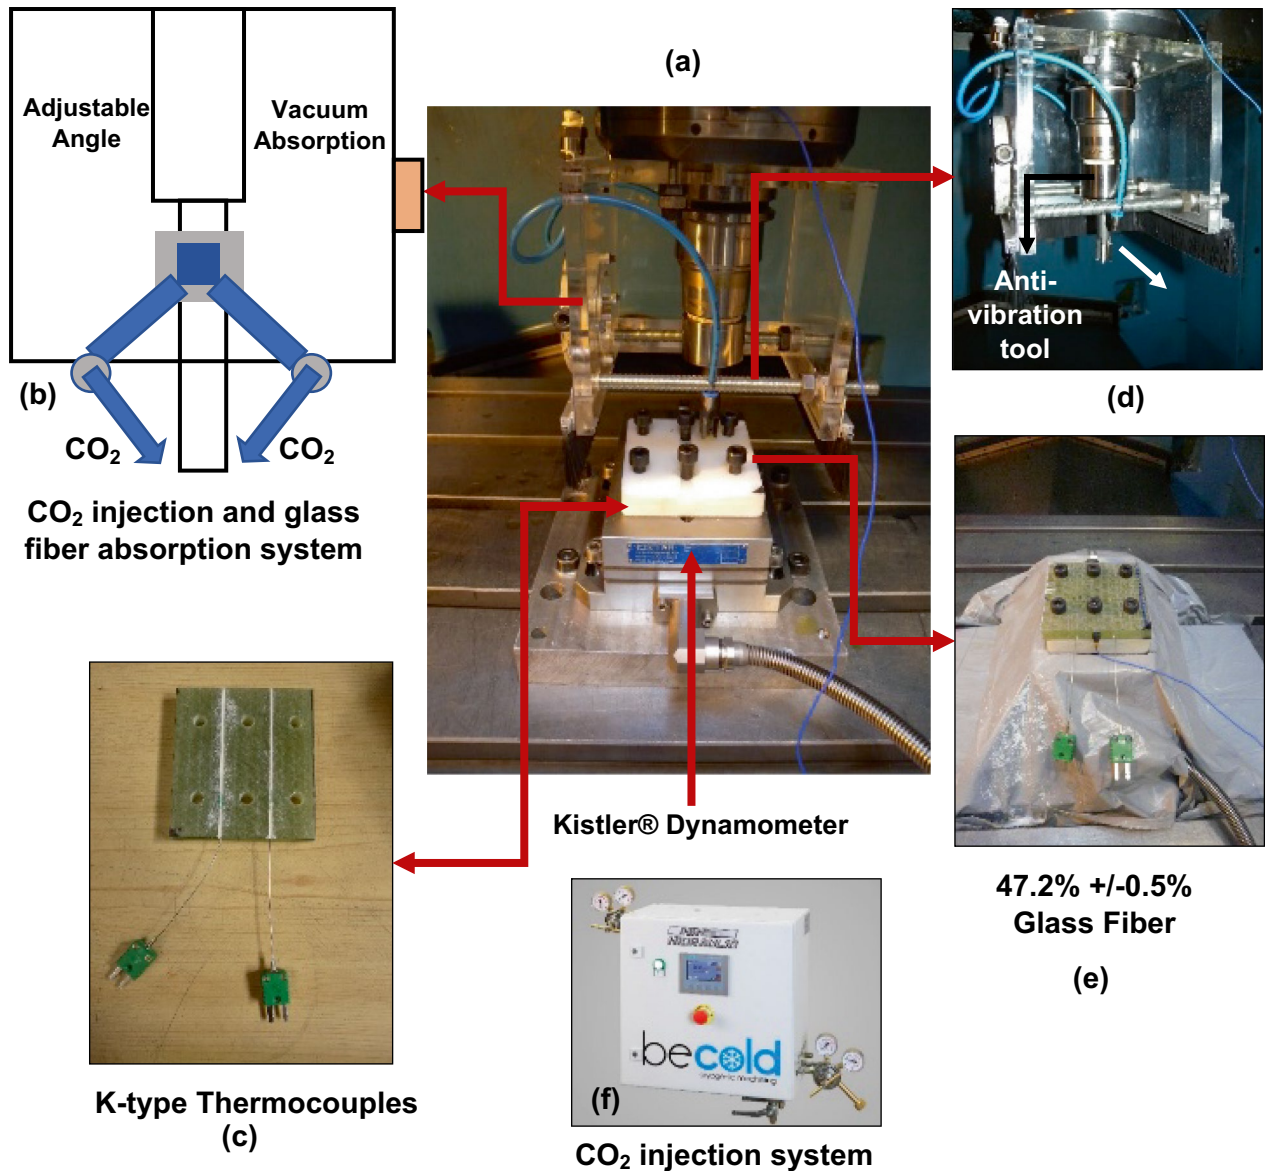 (a)
Adjustable
Angle
Vacuum
Absorption
(b)
CO₂
CO₂
CO₂ injection and glass
fiber absorption system
Anti-
vibration
tool
(d)
Kistler® Dynamometer
47.2% +/-0.5%
Glass Fiber
(e)
K-type Thermocouples
(c)
becold
(f)
CO₂ injection system